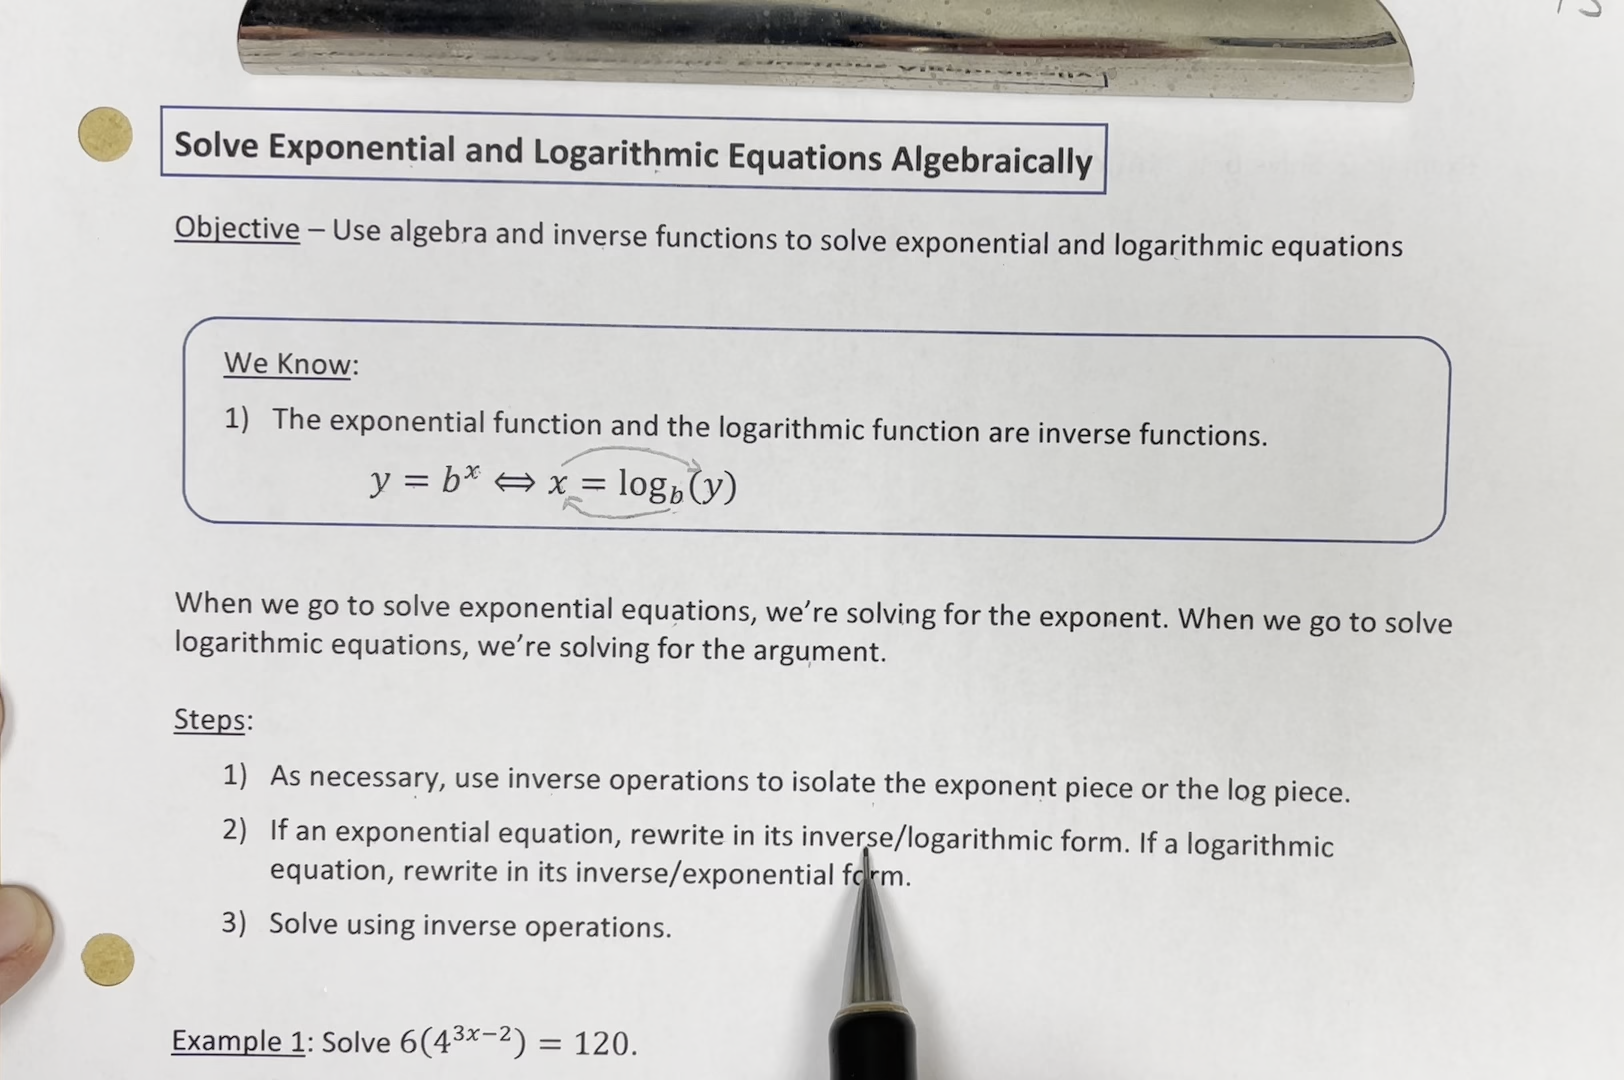 Solve Exponential and Logarithmic Equations Algebraically
Objective – Use algebra and inverse functions to solve exponential and logarithmic equations
We Know:
1) The exponential function and the logarithmic function are inverse functions.
y = b^x ⟺ x = log_b(y)
When we go to solve exponential equations, we’re solving for the exponent. When we go to solve
logarithmic equations, we’re solving for the argument.
Steps:
1) As necessary, use inverse operations to isolate the exponent piece or the log piece.
2) If an exponential equation, rewrite in its inverse/logarithmic form. If a logarithmic
equation, rewrite in its inverse/exponential form.
3) Solve using inverse operations.
Example 1: Solve 6(4^{3x−2}) = 120.